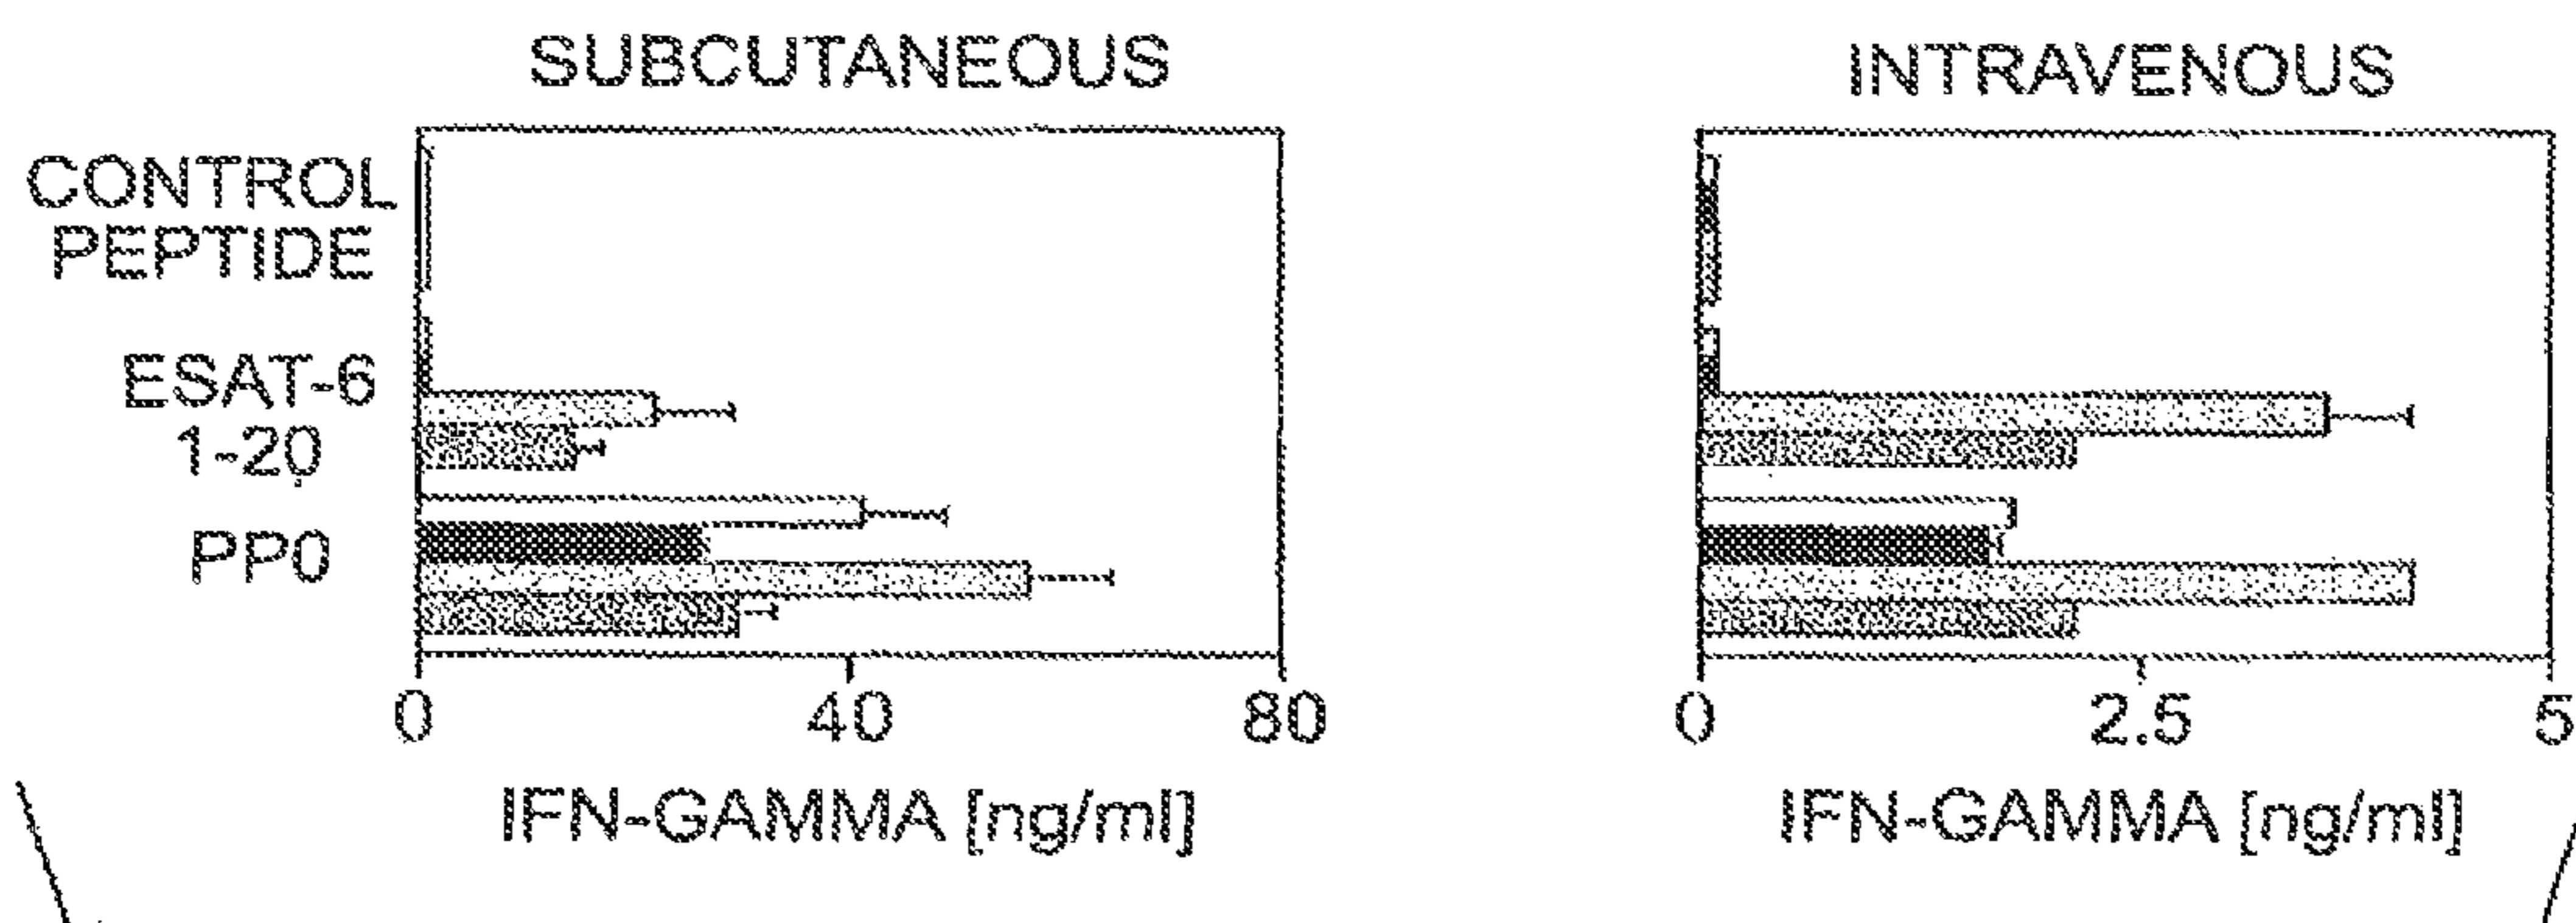 SUBCUTANEOUS
INTRAVENOUS
CONTROL
PEPTIDE
ESAT-6
1-20
PP0
0 40 80
IFN-GAMMA [ng/ml]
0 2.5 5
IFN-GAMMA [ng/ml]